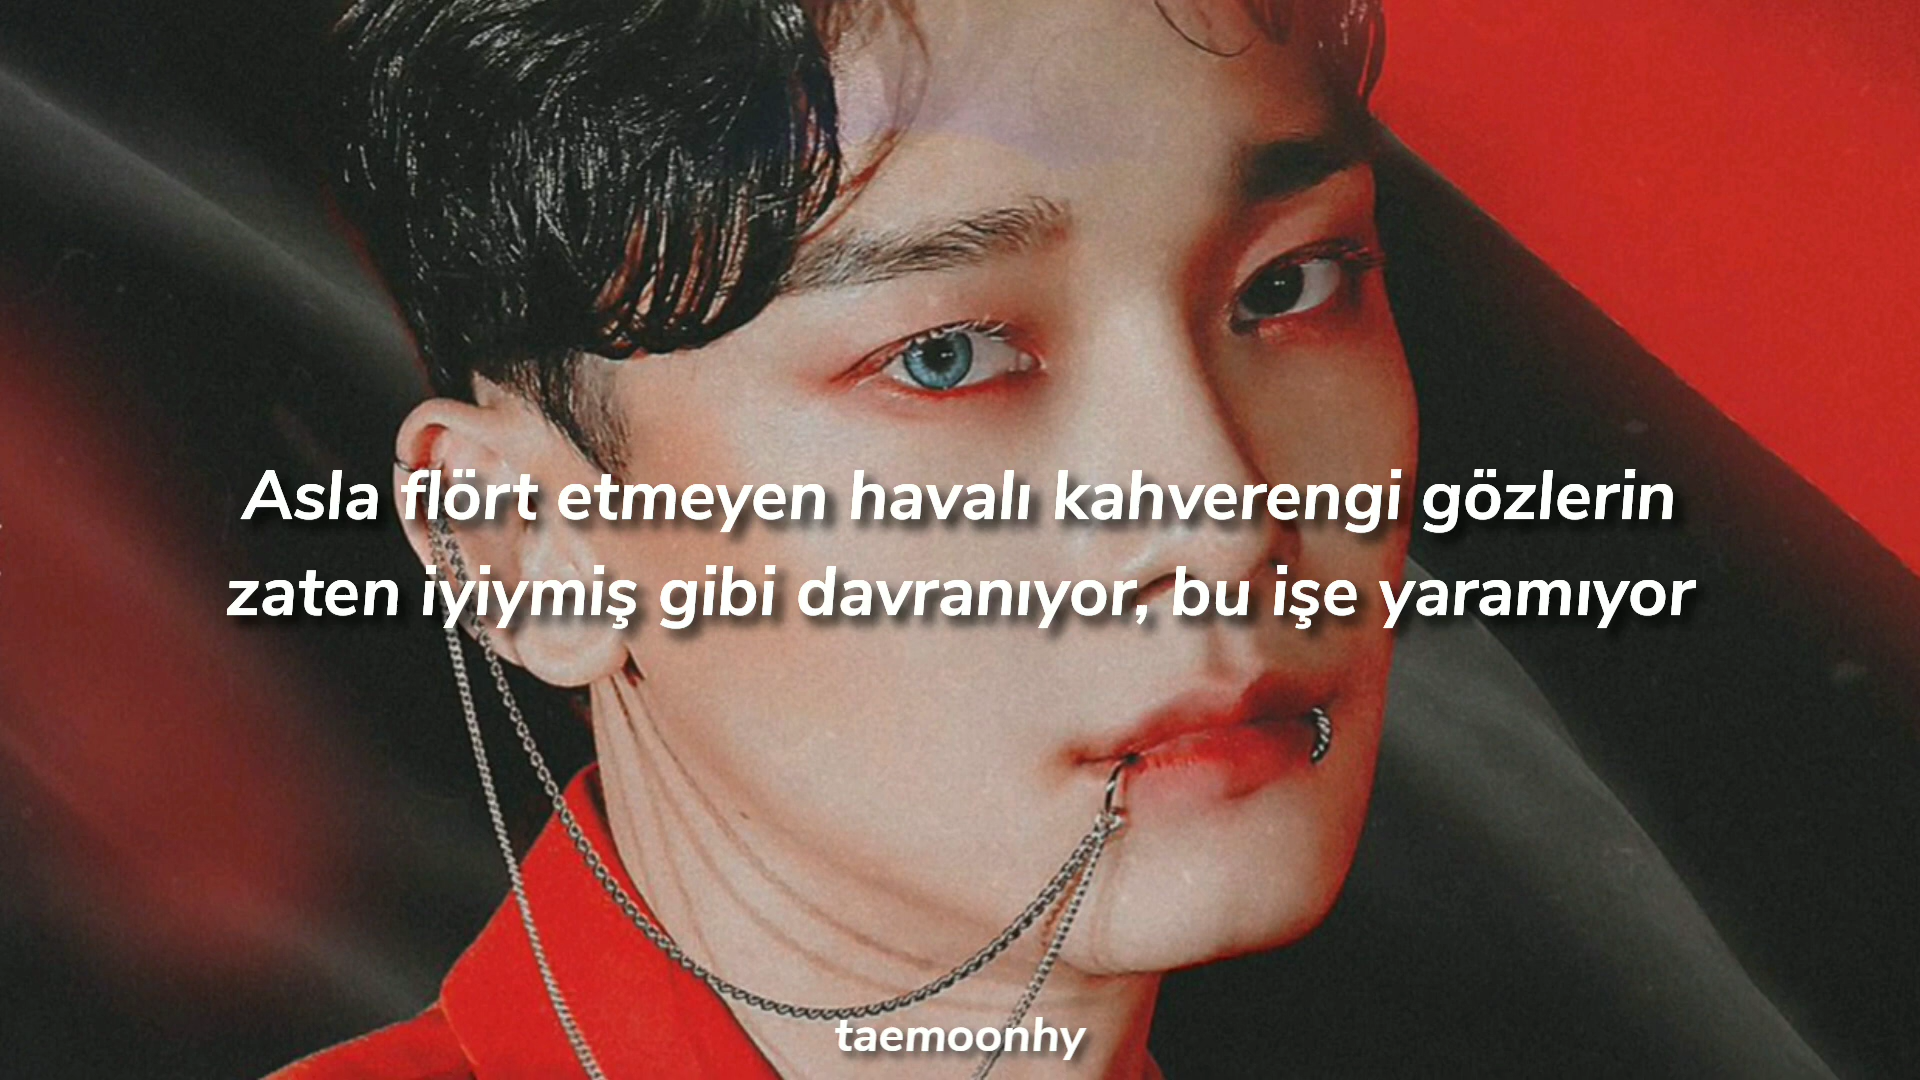 Asla flört etmeyen havalı kahverengi gözlerin
zaten iyiymiş gibi davranıyor, bu işe yaramıyor
taemoonhy